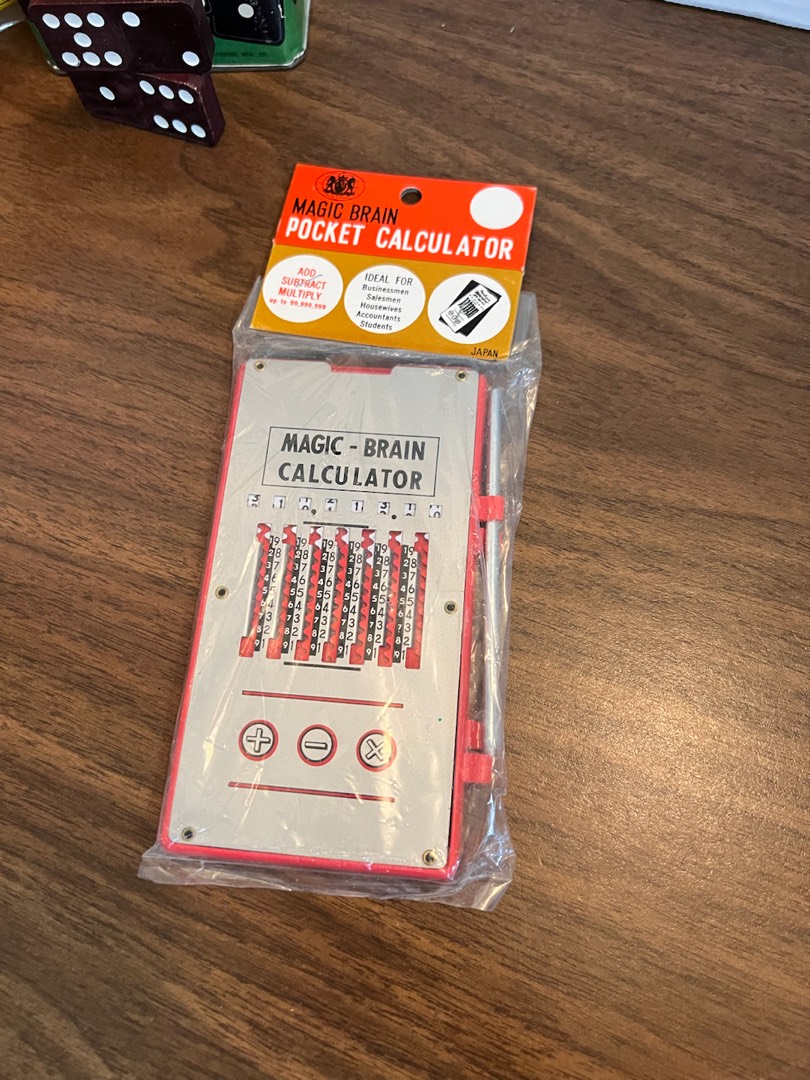 MAGIC BRAIN
POCKET CALCULATOR
ADD
SUBTRACT
MULTIPLY
up to 99,999,999
IDEAL FOR
Businessmen
Salesmen
Housewives
Accountants
Students
JAPAN
MAGIC - BRAIN
CALCULATOR
+ − ×